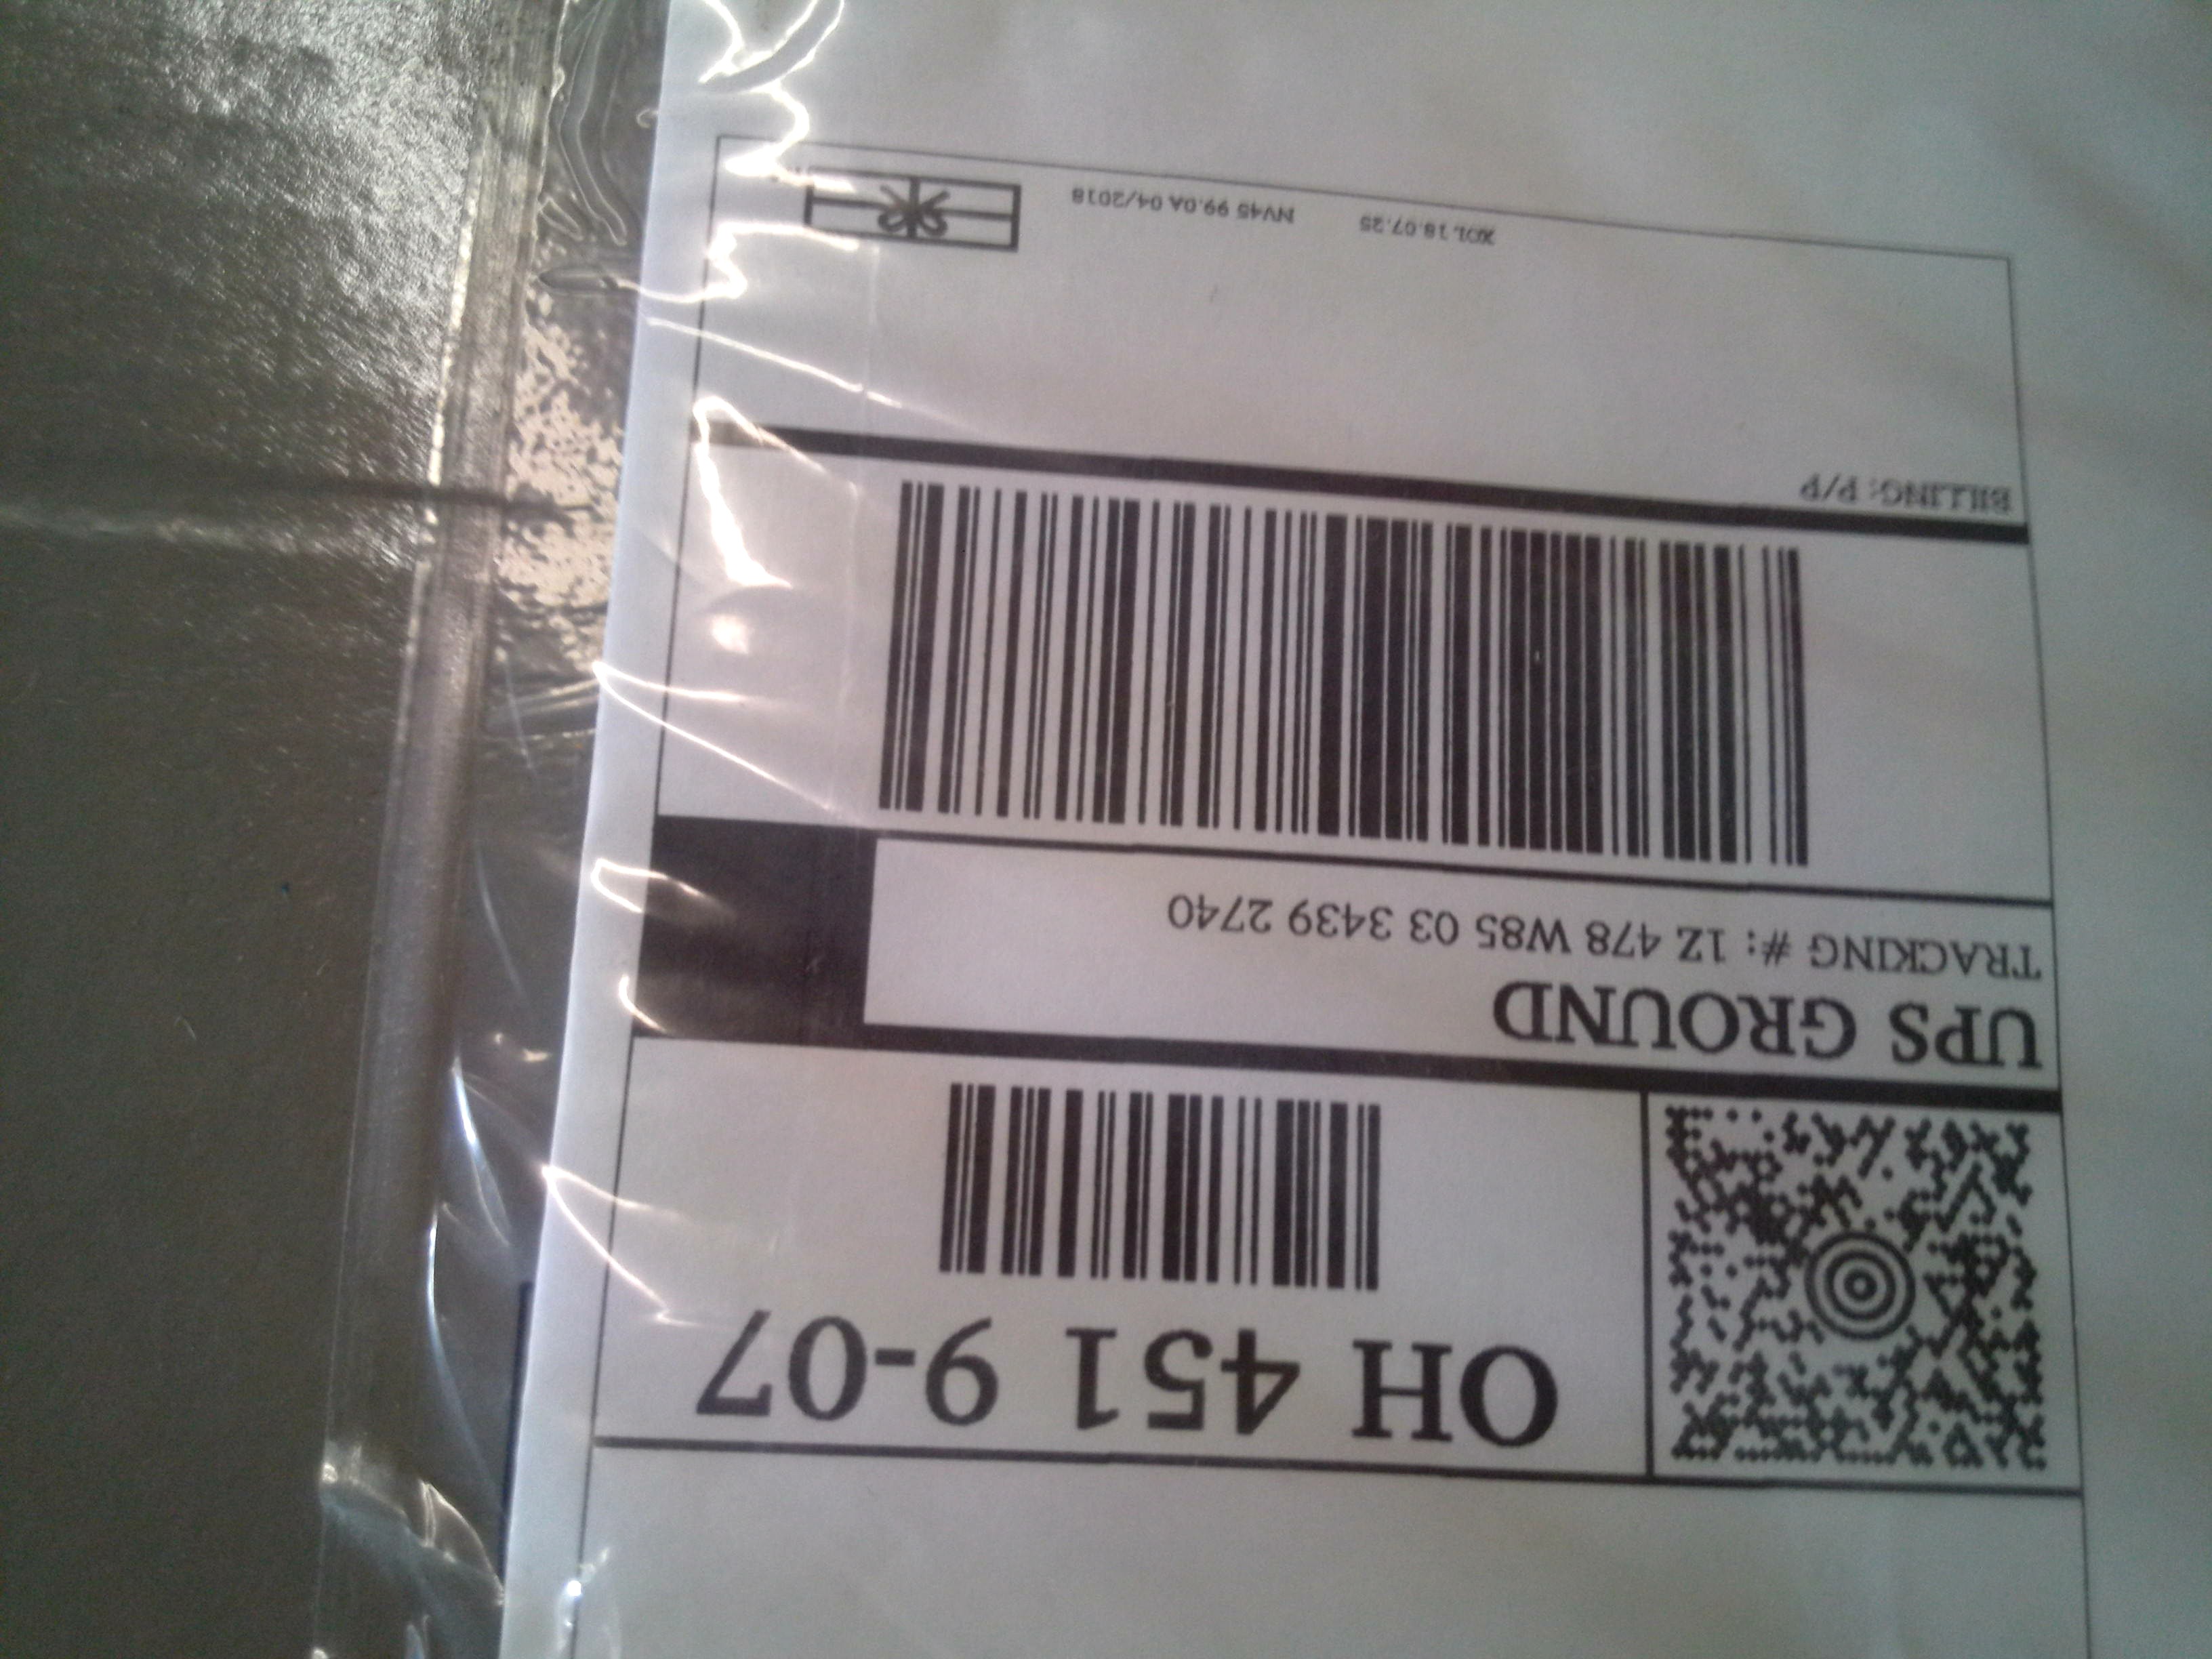 OH 451 9-07
UPS GROUND
TRACKING #: 1Z 478 W85 03 3439 2740
BILLING: P/P
XOL 18.07.25 NV45 99.0A 04/2018